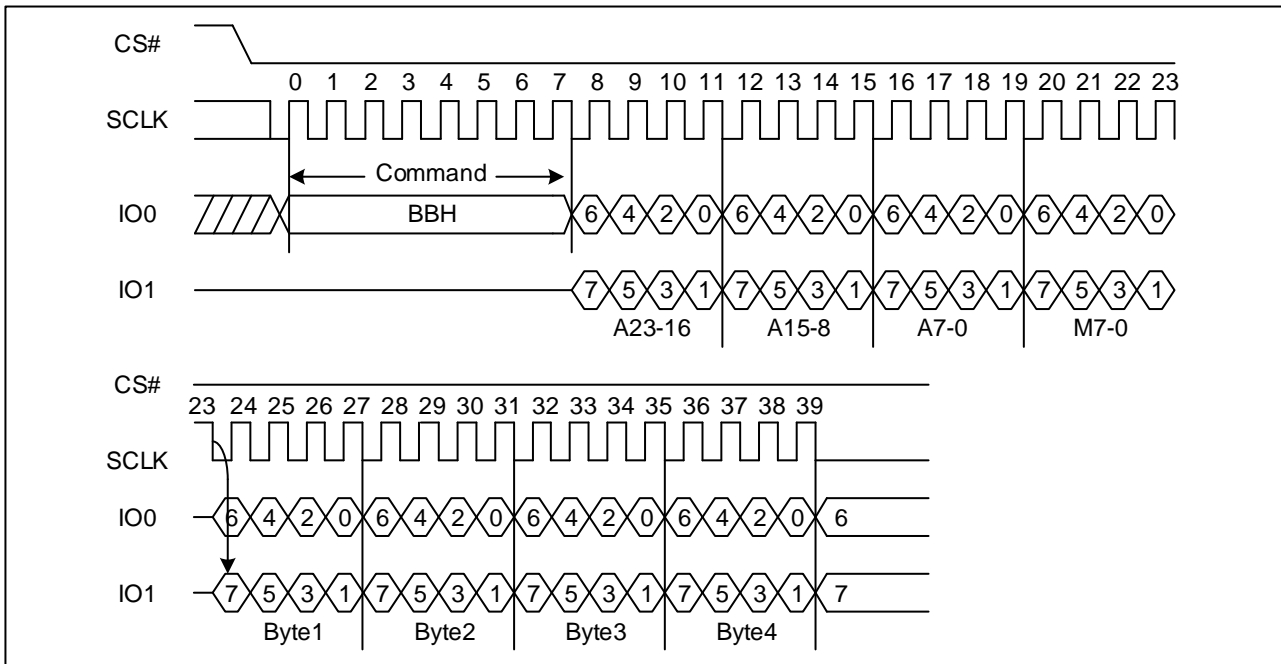 CS#
0 1 2 3 4 5 6 7 8 9 10 11 12 13 14 15 16 17 18 19 20 21 22 23
SCLK
Command
IO0 BBH 6 4 2 0 6 4 2 0 6 4 2 0 6 4 2 0
IO1 7 5 3 1 7 5 3 1 7 5 3 1 7 5 3 1
A23-16 A15-8 A7-0 M7-0
CS#
23 24 25 26 27 28 29 30 31 32 33 34 35 36 37 38 39
SCLK
IO0 6 4 2 0 6 4 2 0 6 4 2 0 6 4 2 0 6
IO1 7 5 3 1 7 5 3 1 7 5 3 1 7 5 3 1 7
Byte1 Byte2 Byte3 Byte4